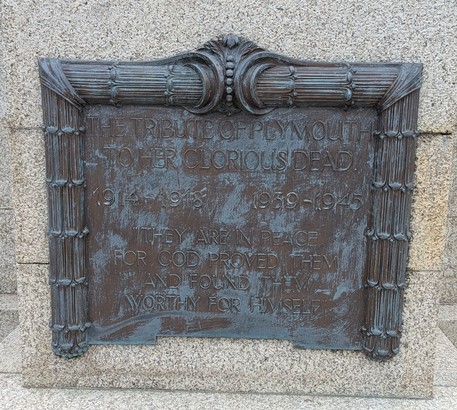 THE TRIBUTE OF PLYMOUTH
TO HER GLORIOUS DEAD.
1914-1918 1939-1945
THEY ARE IN PEACE
FOR GOD PROVED THEM
AND FOUND THEM
WORTHY FOR HIMSELF